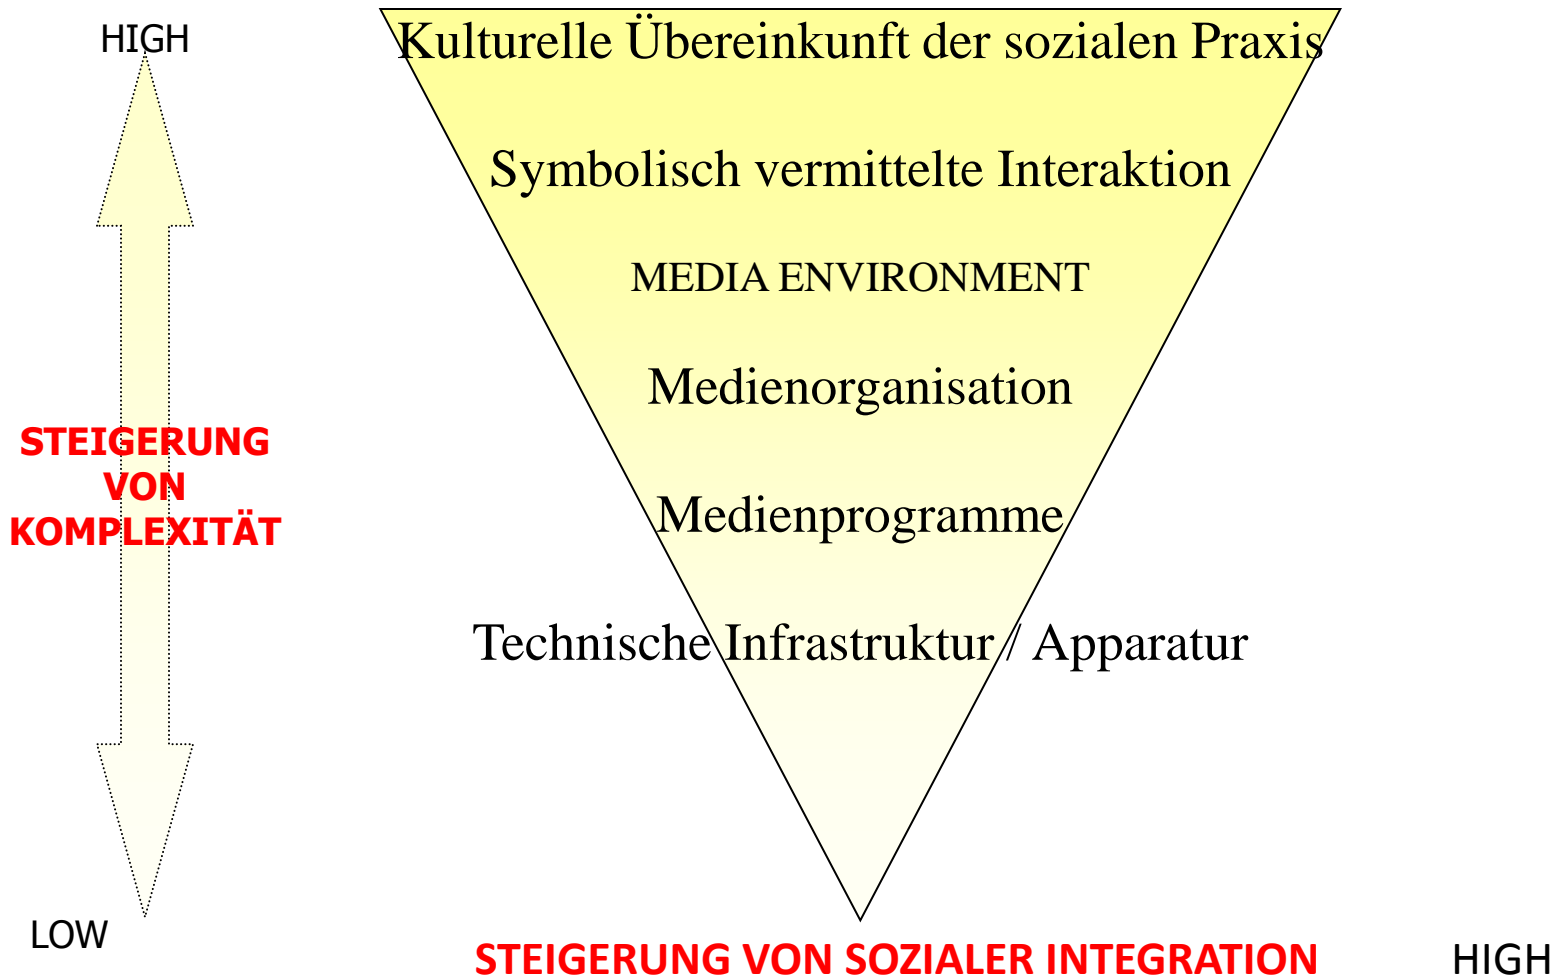 HIGH
Kulturelle Übereinkunft der sozialen Praxis
Symbolisch vermittelte Interaktion
MEDIA ENVIRONMENT
Medienorganisation
STEIGERUNG
VON
KOMPLEXITÄT
Medienprogramme
Technische Infrastruktur / Apparatur
LOW
STEIGERUNG VON SOZIALER INTEGRATION
HIGH